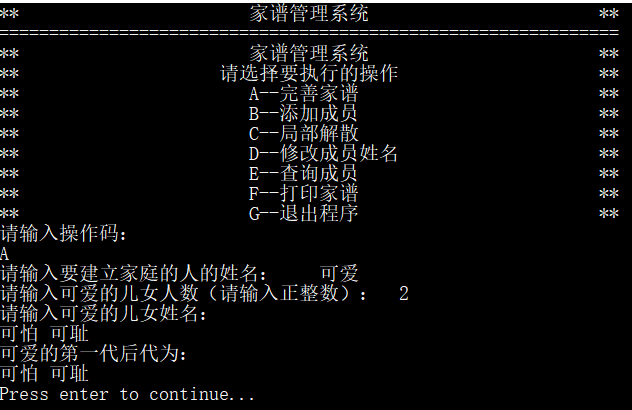 **                       家谱管理系统                       **
==============================================================
**                       家谱管理系统                       **
**                    请选择要执行的操作                    **
**                       A--完善家谱                        **
**                       B--添加成员                        **
**                       C--局部解散                        **
**                       D--修改成员姓名                    **
**                       E--查询成员                        **
**                       F--打印家谱                        **
**                       G--退出程序                        **
请输入操作码：
A
请输入要建立家庭的人的姓名：    可爱
请输入可爱的儿女人数（请输入正整数）：  2
请输入可爱的儿女姓名：
可怕 可耻
可爱的第一代后代为：
可怕 可耻
Press enter to continue...